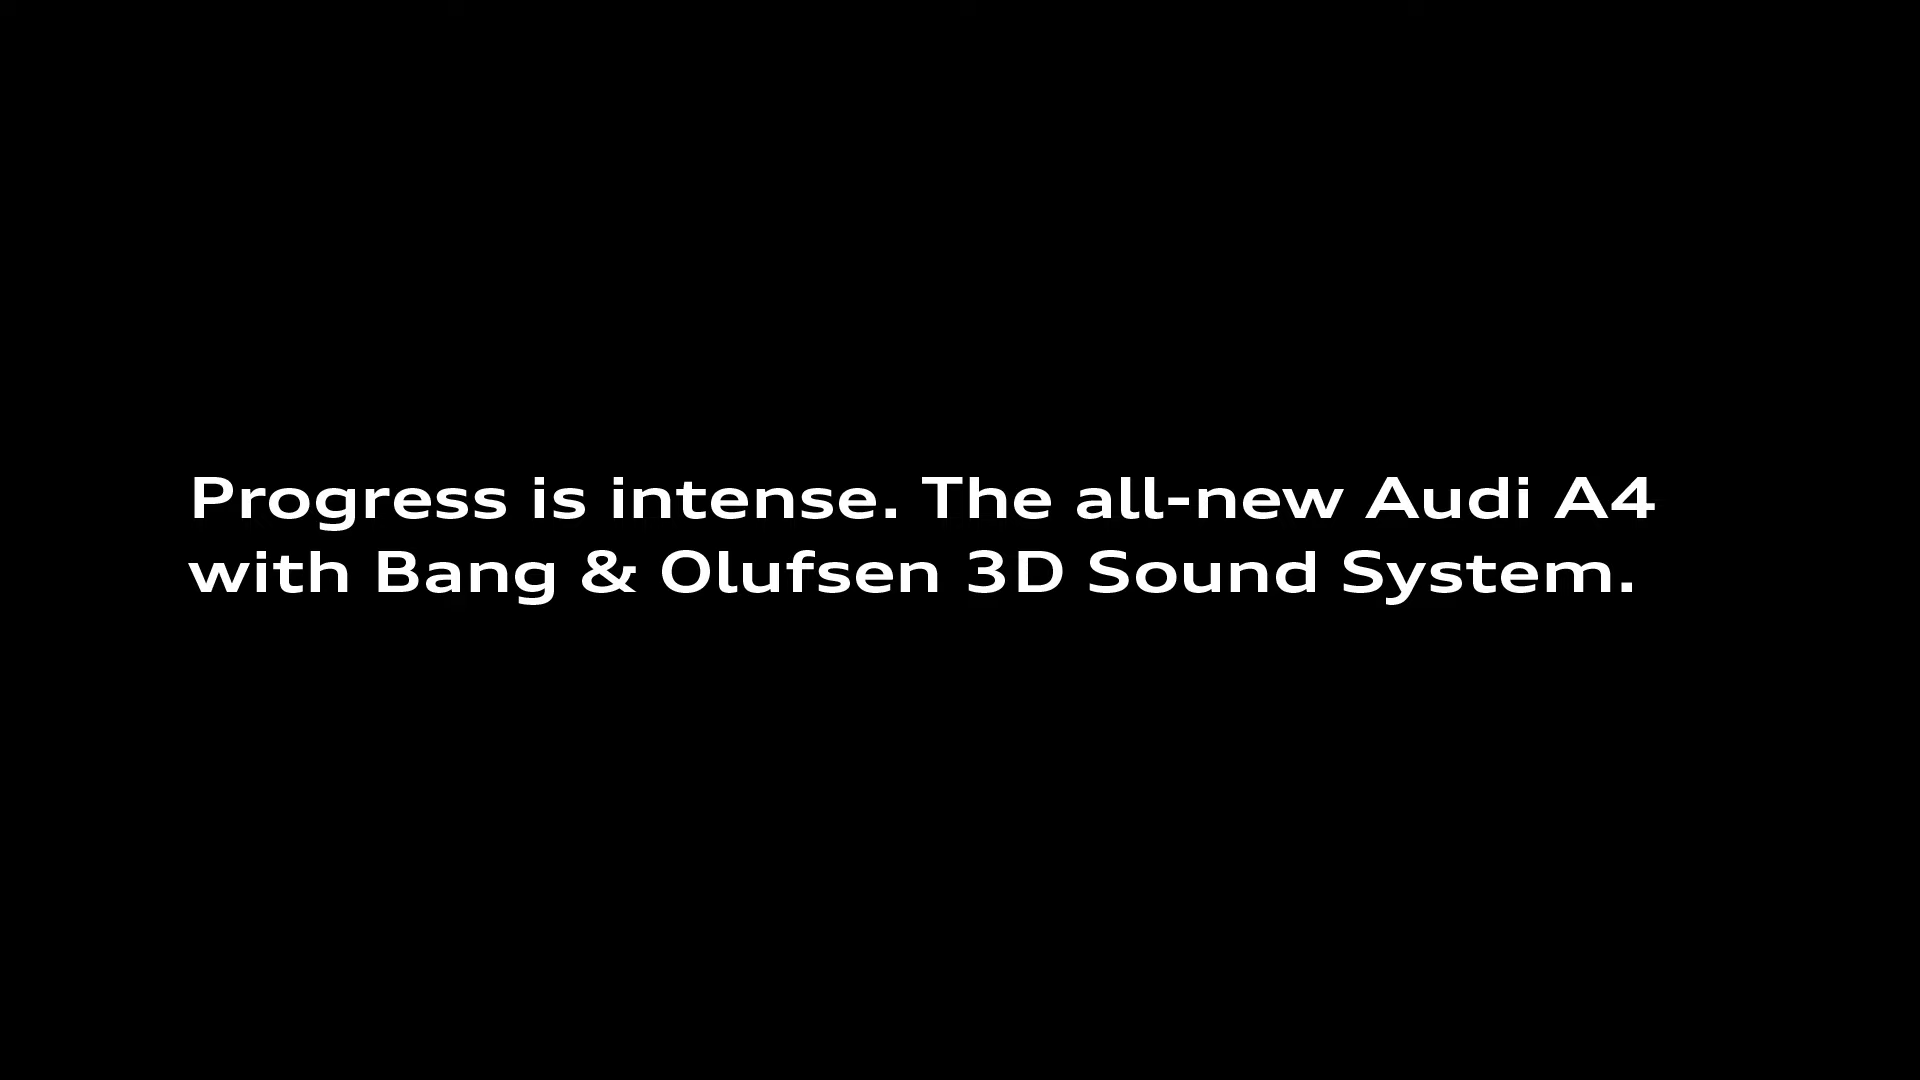 Progress is intense. The all-new Audi A4
with Bang & Olufsen 3D Sound System.